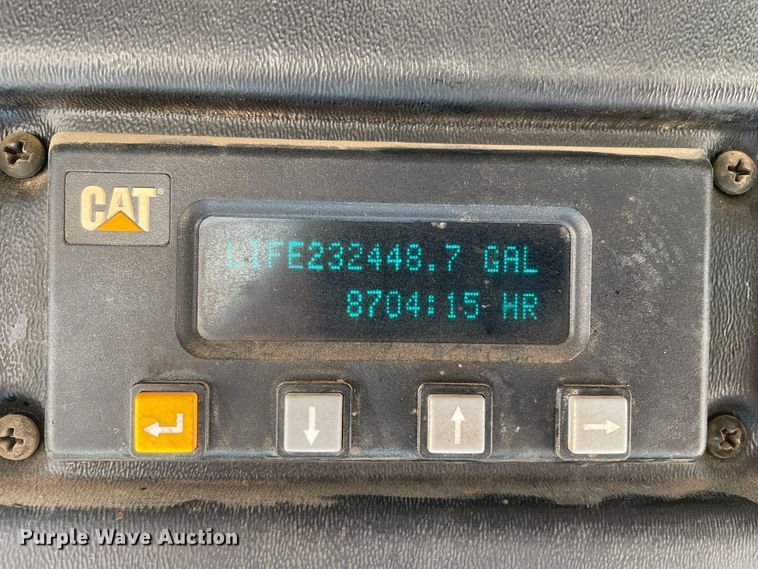 CAT
LIFE232448.7 GAL
8704:15 HR
Purple Wave Auction